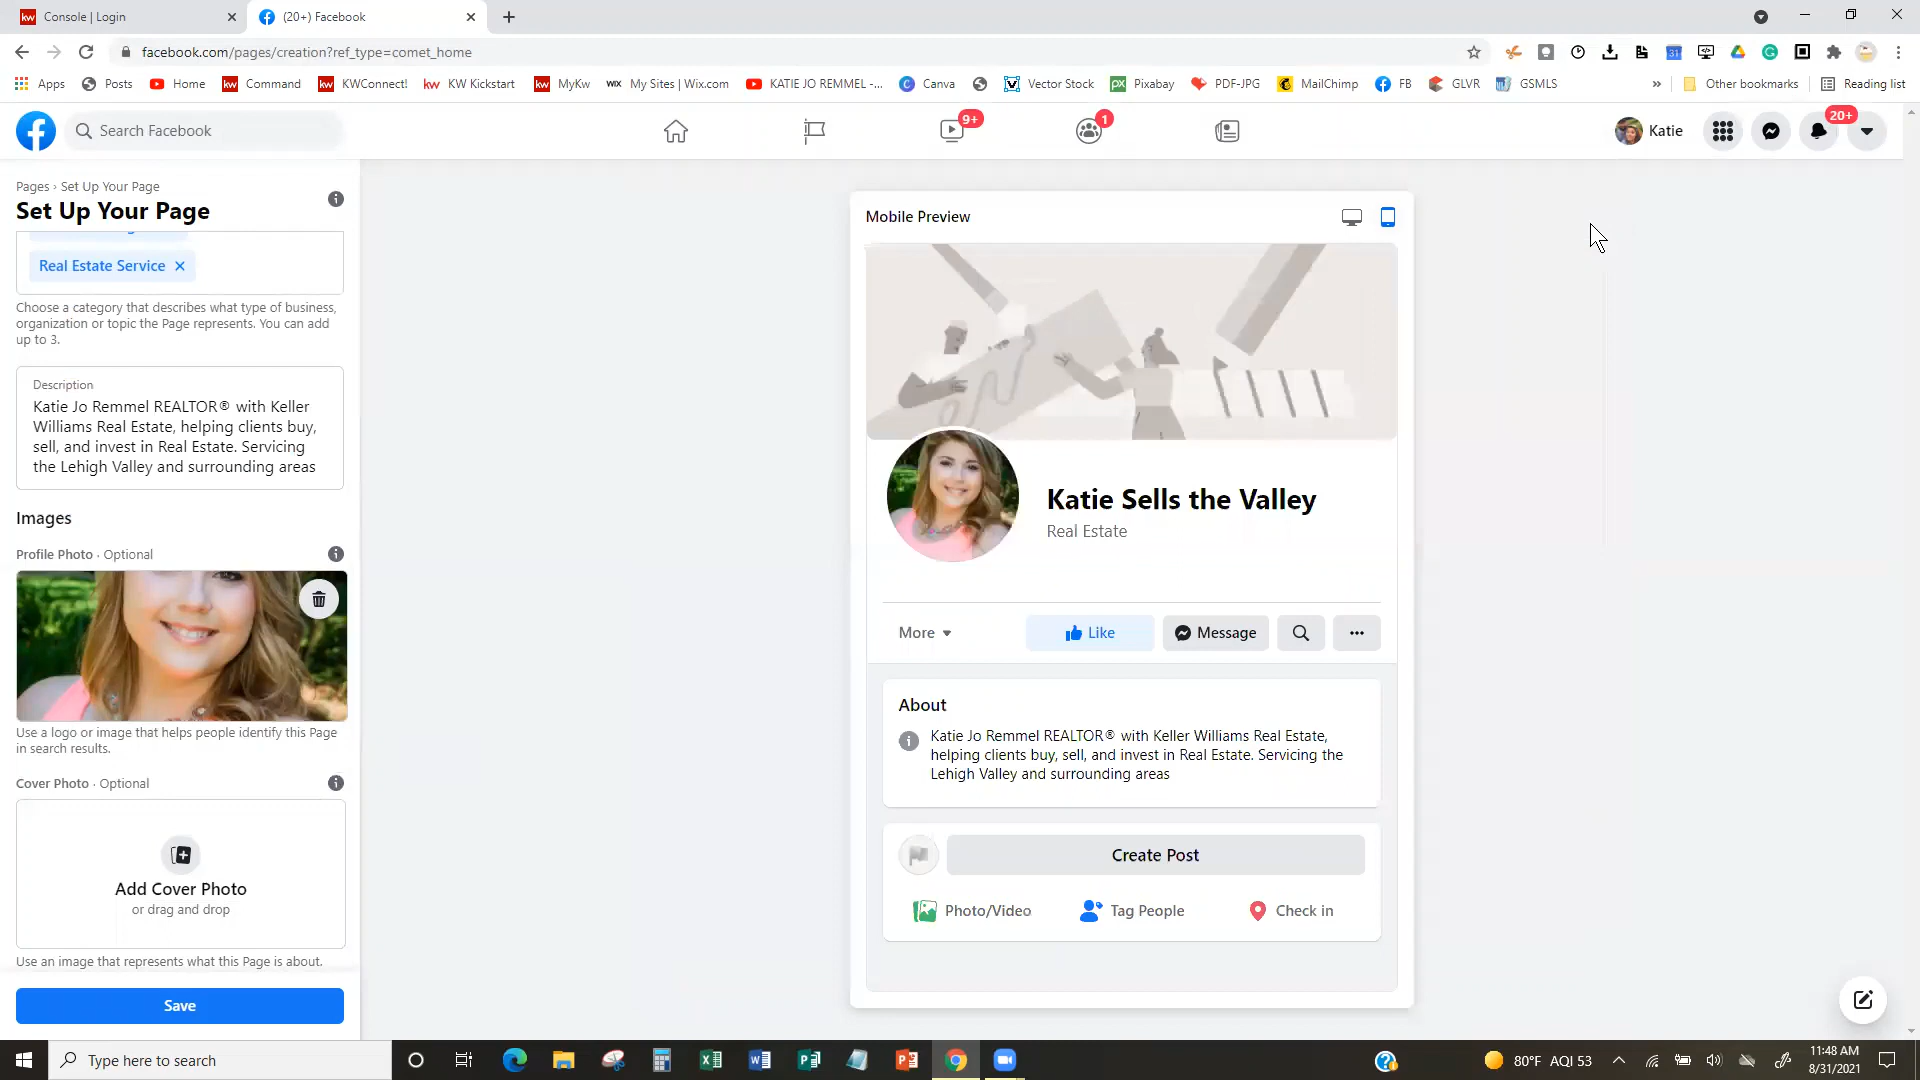 Console | Login
(20+) Facebook
facebook.com/pages/creation?ref_type=comet_home
Apps
Posts
Home
Command
KWConnect!
KW Kickstart
MyKw
My Sites | Wix.com
KATIE JO REMMEL -...
Canva
Vector Stock
Pixabay
PDF-JPG
MailChimp
FB
GLVR
GSMLS
Other bookmarks
Reading list
Search Facebook
9+
1
Katie
20+
Pages › Set Up Your Page
Set Up Your Page
Real Estate Service
Choose a category that describes what type of business,
organization or topic the Page represents. You can add
up to 3.
Description
Katie Jo Remmel REALTOR® with Keller
Williams Real Estate, helping clients buy,
sell, and invest in Real Estate. Servicing
the Lehigh Valley and surrounding areas
Images
Profile Photo · Optional
Use a logo or image that helps people identify this Page
in search results.
Cover Photo · Optional
Add Cover Photo
or drag and drop
Use an image that represents what this Page is about.
Save
Mobile Preview
Katie Sells the Valley
Real Estate
More
Like
Message
About
Katie Jo Remmel REALTOR® with Keller Williams Real Estate,
helping clients buy, sell, and invest in Real Estate. Servicing the
Lehigh Valley and surrounding areas
Create Post
Photo/Video
Tag People
Check in
Type here to search
80°F AQI 53
11:48 AM
8/31/2021